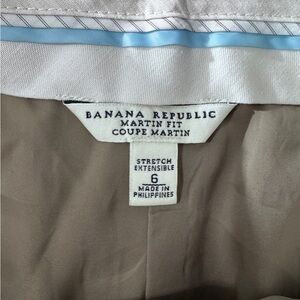 BANANA REPUBLIC
MARTIN FIT
COUPE MARTIN
STRETCH
EXTENSIBLE
6
MADE IN
PHILIPPINES